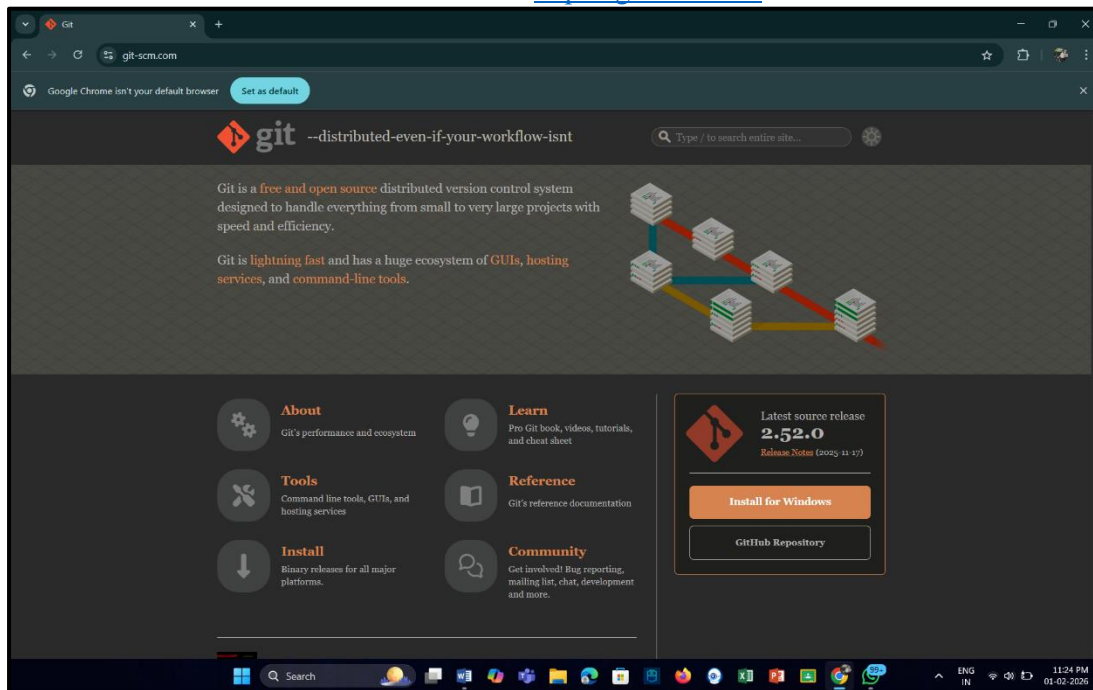 Git
git-scm.com
Google Chrome isn't your default browser
Set as default
git --distributed-even-if-your-workflow-isnt
Type / to search entire site...
Git is a free and open source distributed version control system
designed to handle everything from small to very large projects with
speed and efficiency.
Git is lightning fast and has a huge ecosystem of GUIs, hosting
services, and command-line tools.
About
Git's performance and ecosystem
Learn
Pro Git book, videos, tutorials,
and cheat sheet
Tools
Command line tools, GUIs, and
hosting services
Reference
Git's reference documentation
Install
Binary releases for all major
platforms.
Community
Get involved! Bug reporting,
mailing list, chat, development
and more.
Latest source release
2.52.0
Release Notes (2025-11-17)
Install for Windows
GitHub Repository
Search
99+
ENG
IN
11:24 PM
01-02-2026